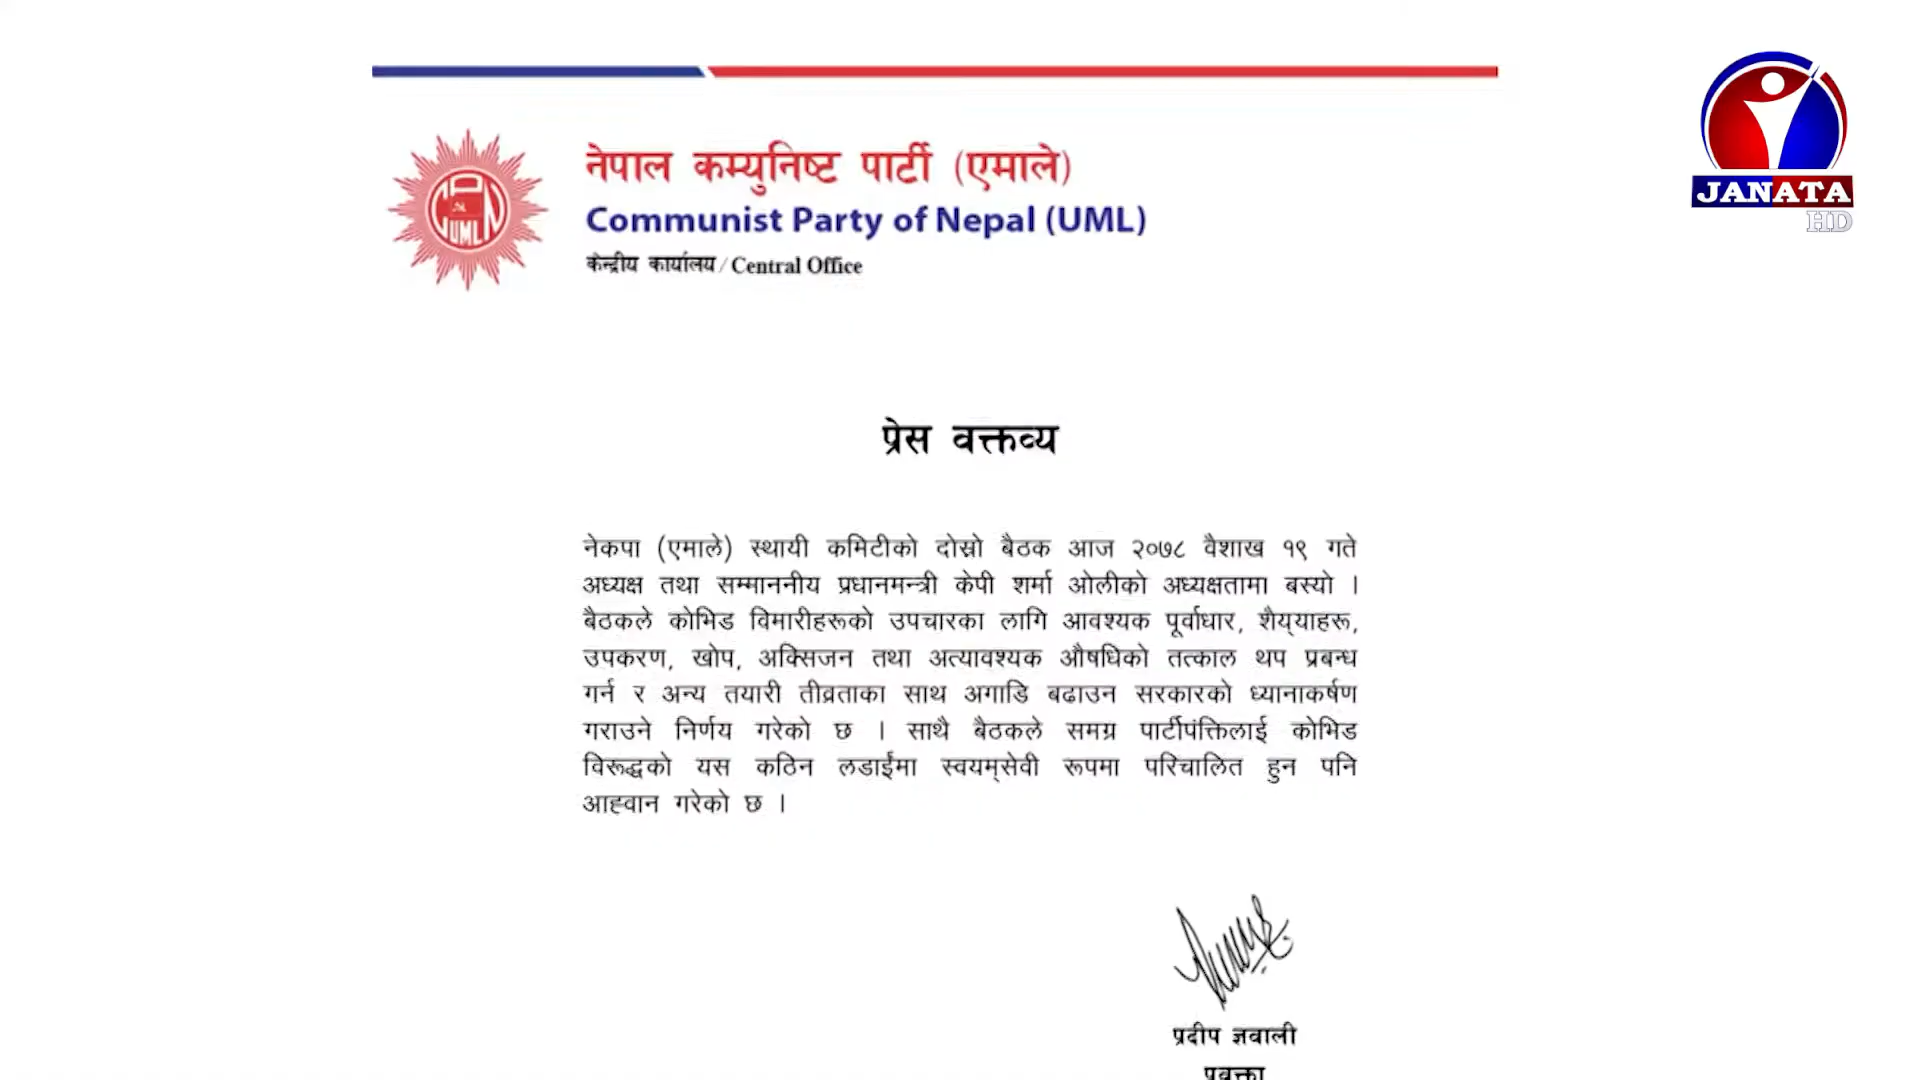 नेपाल कम्युनिष्ट पार्टी (एमाले)
Communist Party of Nepal (UML)
केन्द्रीय कार्यालय/Central Office
CPN
UML
JANATA
HD
प्रेस वक्तव्य
नेकपा (एमाले) स्थायी कमिटीको दोस्रो बैठक आज २०७८ वैशाख १९ गते
अध्यक्ष तथा सम्माननीय प्रधानमन्त्री केपी शर्मा ओलीको अध्यक्षतामा बस्यो ।
बैठकले कोभिड विमारीहरूको उपचारका लागि आवश्यक पूर्वाधार, शैय्याहरू,
उपकरण, खोप, अक्सिजन तथा अत्यावश्यक औषधिको तत्काल थप प्रबन्ध
गर्न र अन्य तयारी तीव्रताका साथ अगाडि बढाउन सरकारको ध्यानाकर्षण
गराउने निर्णय गरेको छ । साथै बैठकले समग्र पार्टीपंक्तिलाई कोभिड
विरूद्धको यस कठिन लडाईंमा स्वयम्सेवी रूपमा परिचालित हुन पनि
आह्वान गरेको छ ।
प्रदीप ज्ञवाली
प्रवक्ता